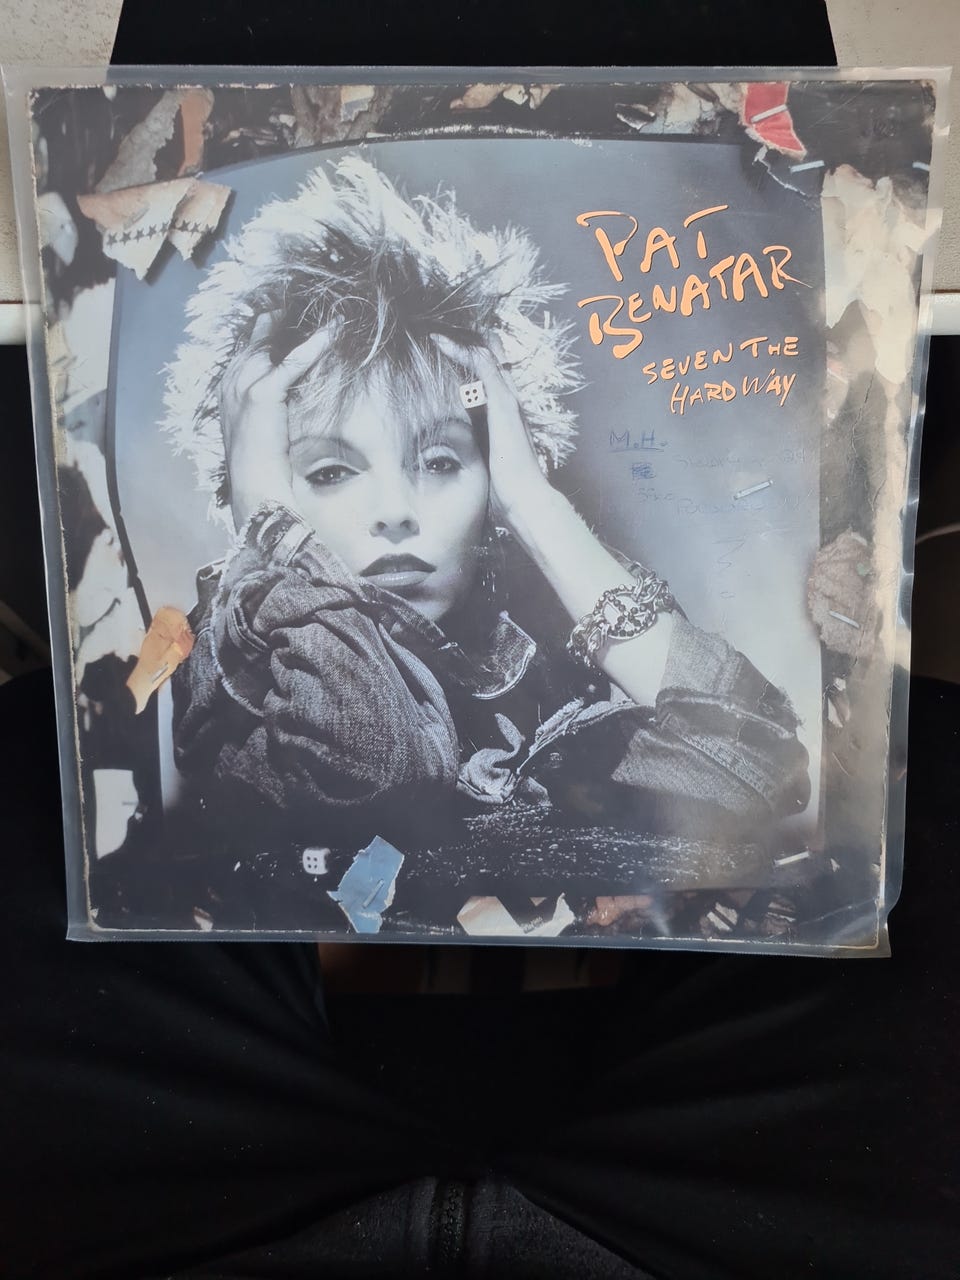 PAT
BENATAR
SEVEN THE
HARD WAY
M.H.